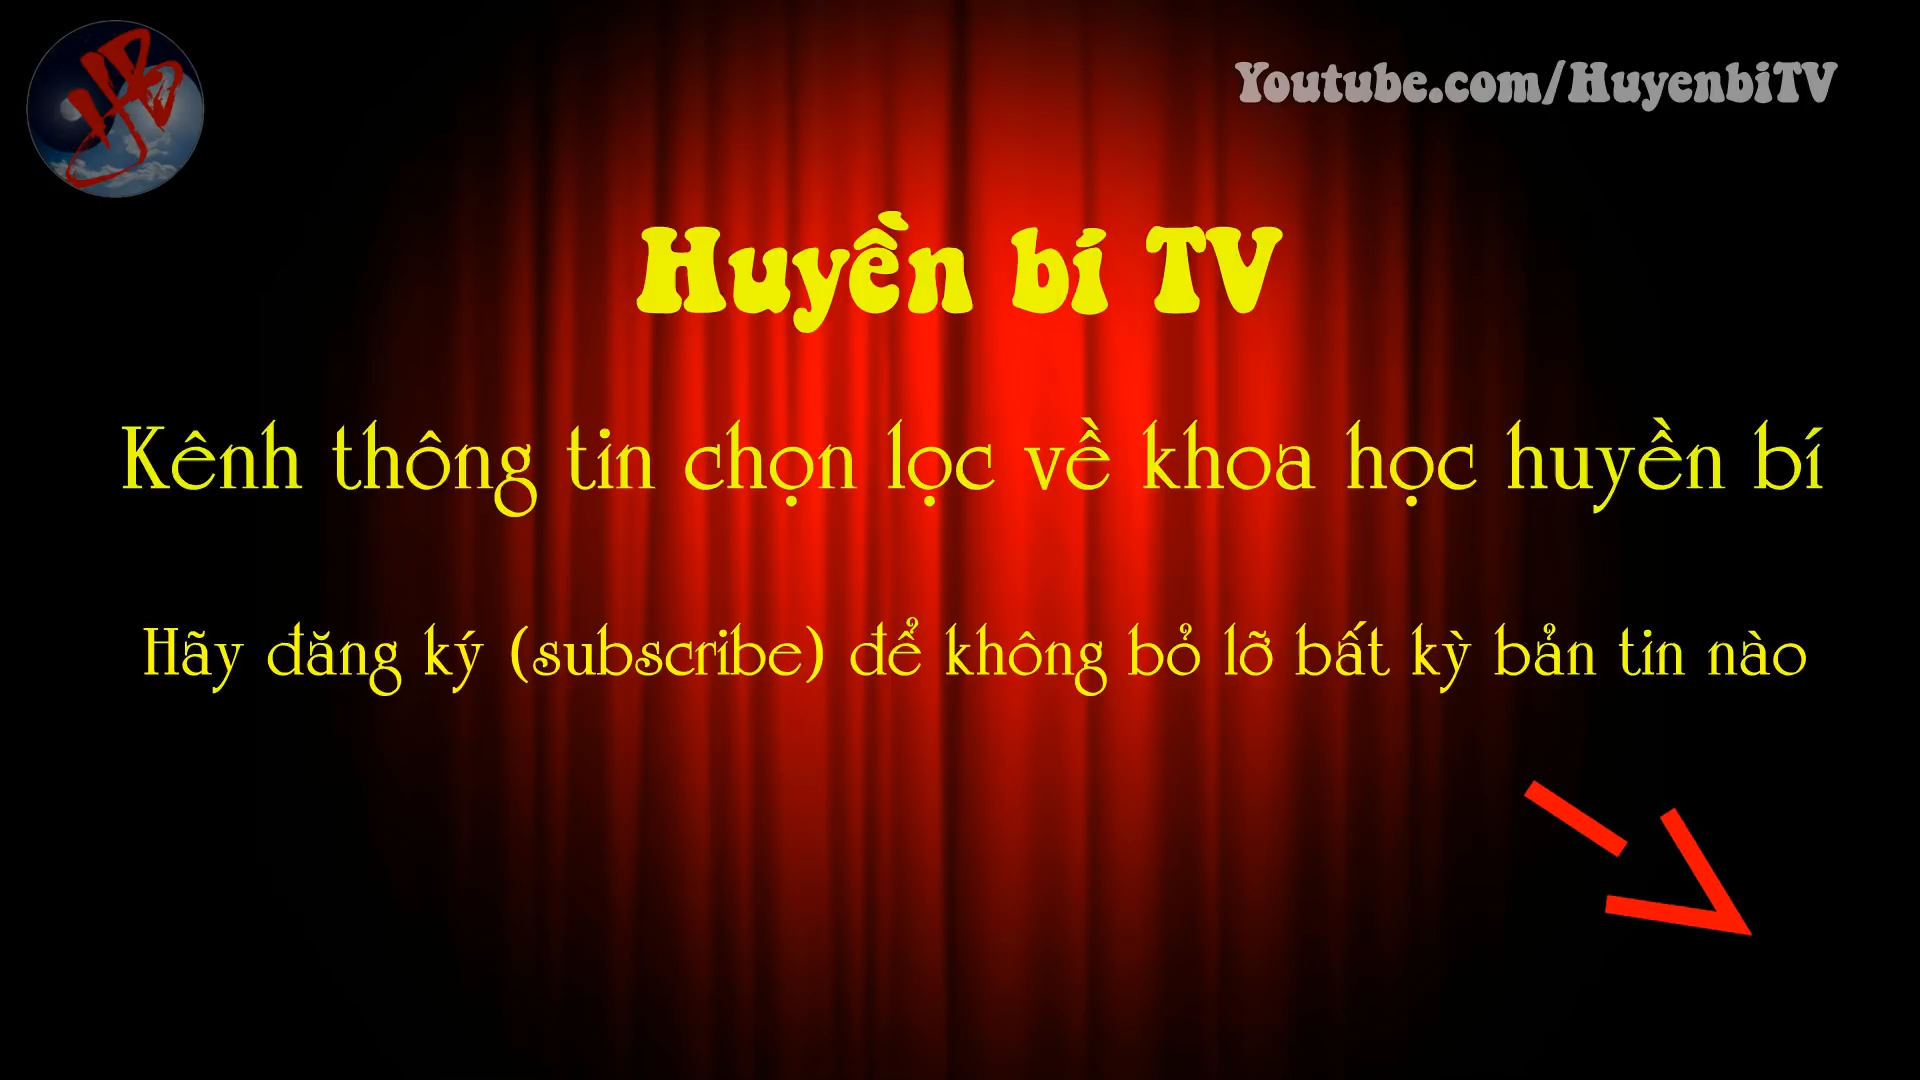 HB
Youtube.com/HuyenbiTV
Huyền bí TV
Kênh thông tin chọn lọc về khoa học huyền bí
Hãy đăng ký (subscribe) để không bỏ lỡ bất kỳ bản tin nào